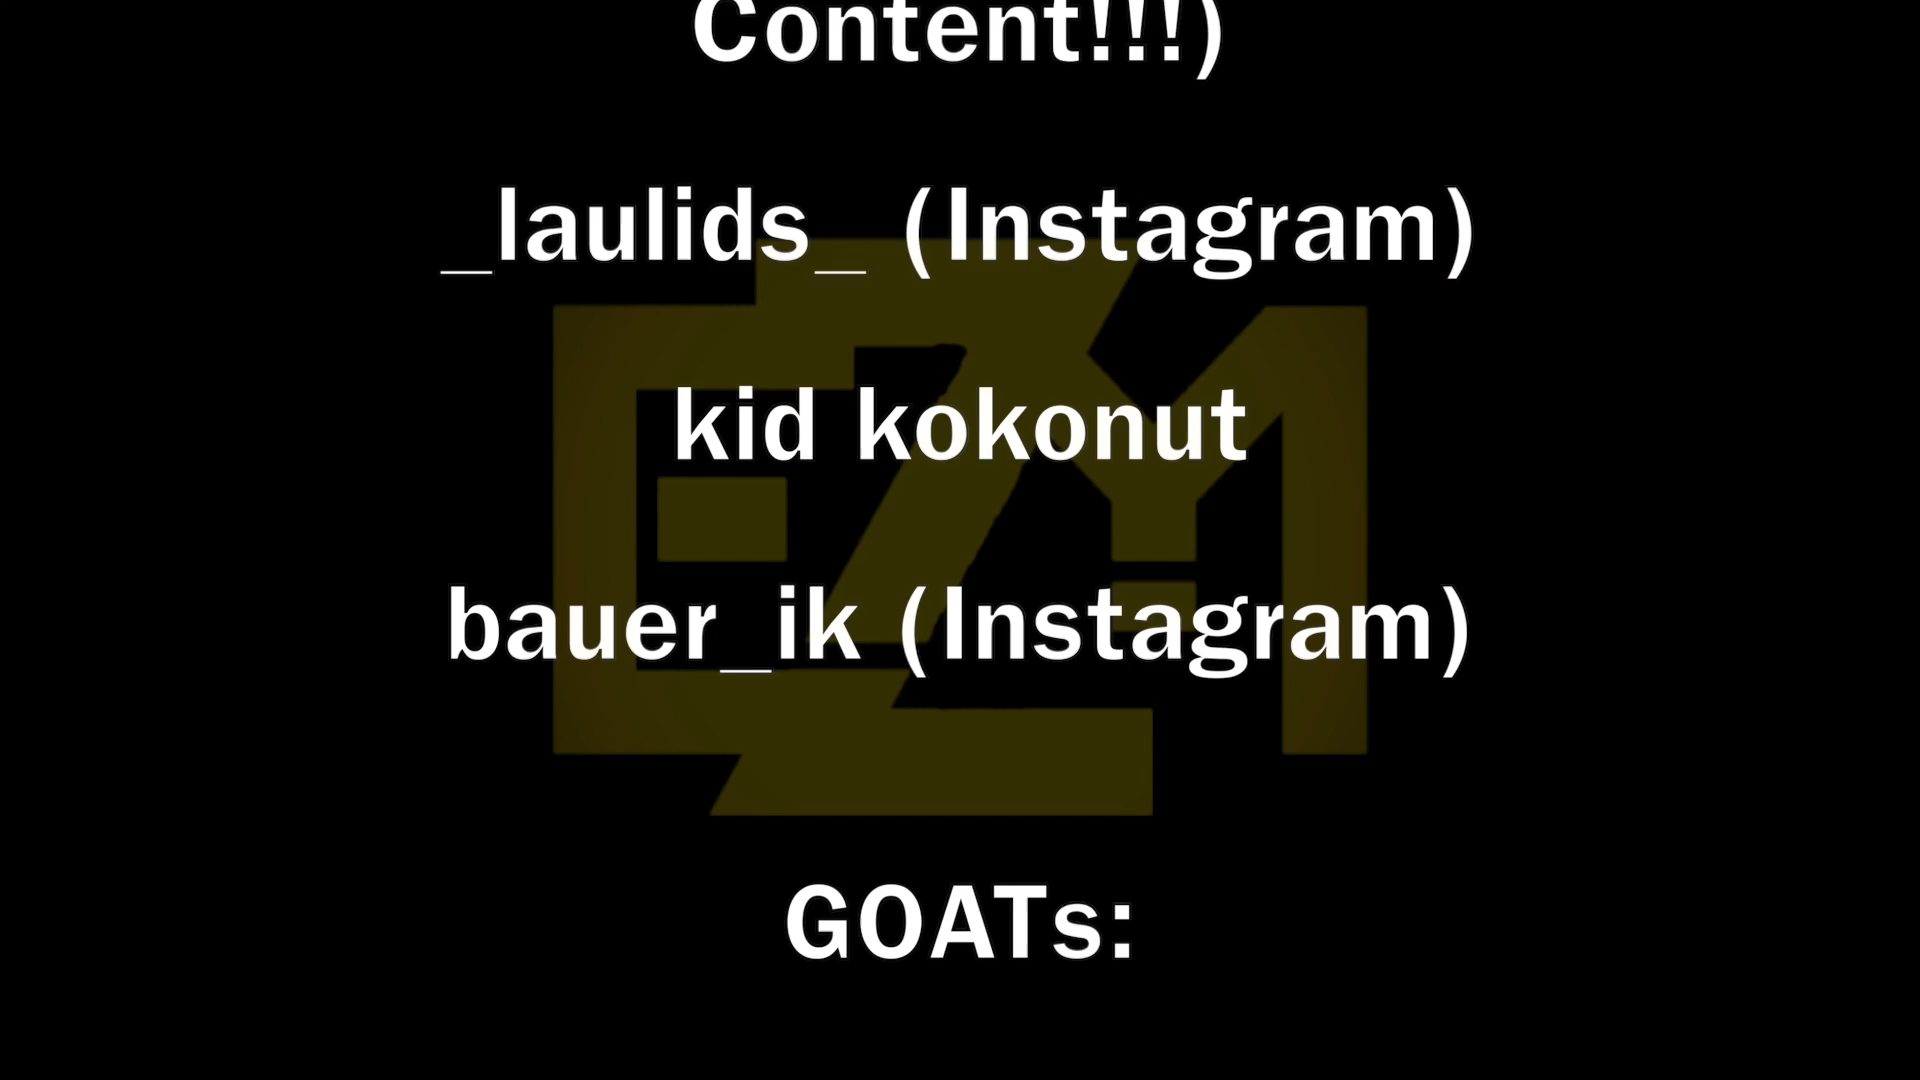 Content!!!)
_laulids_ (Instagram)
kid kokonut
bauer_ik (Instagram)
GOATs: